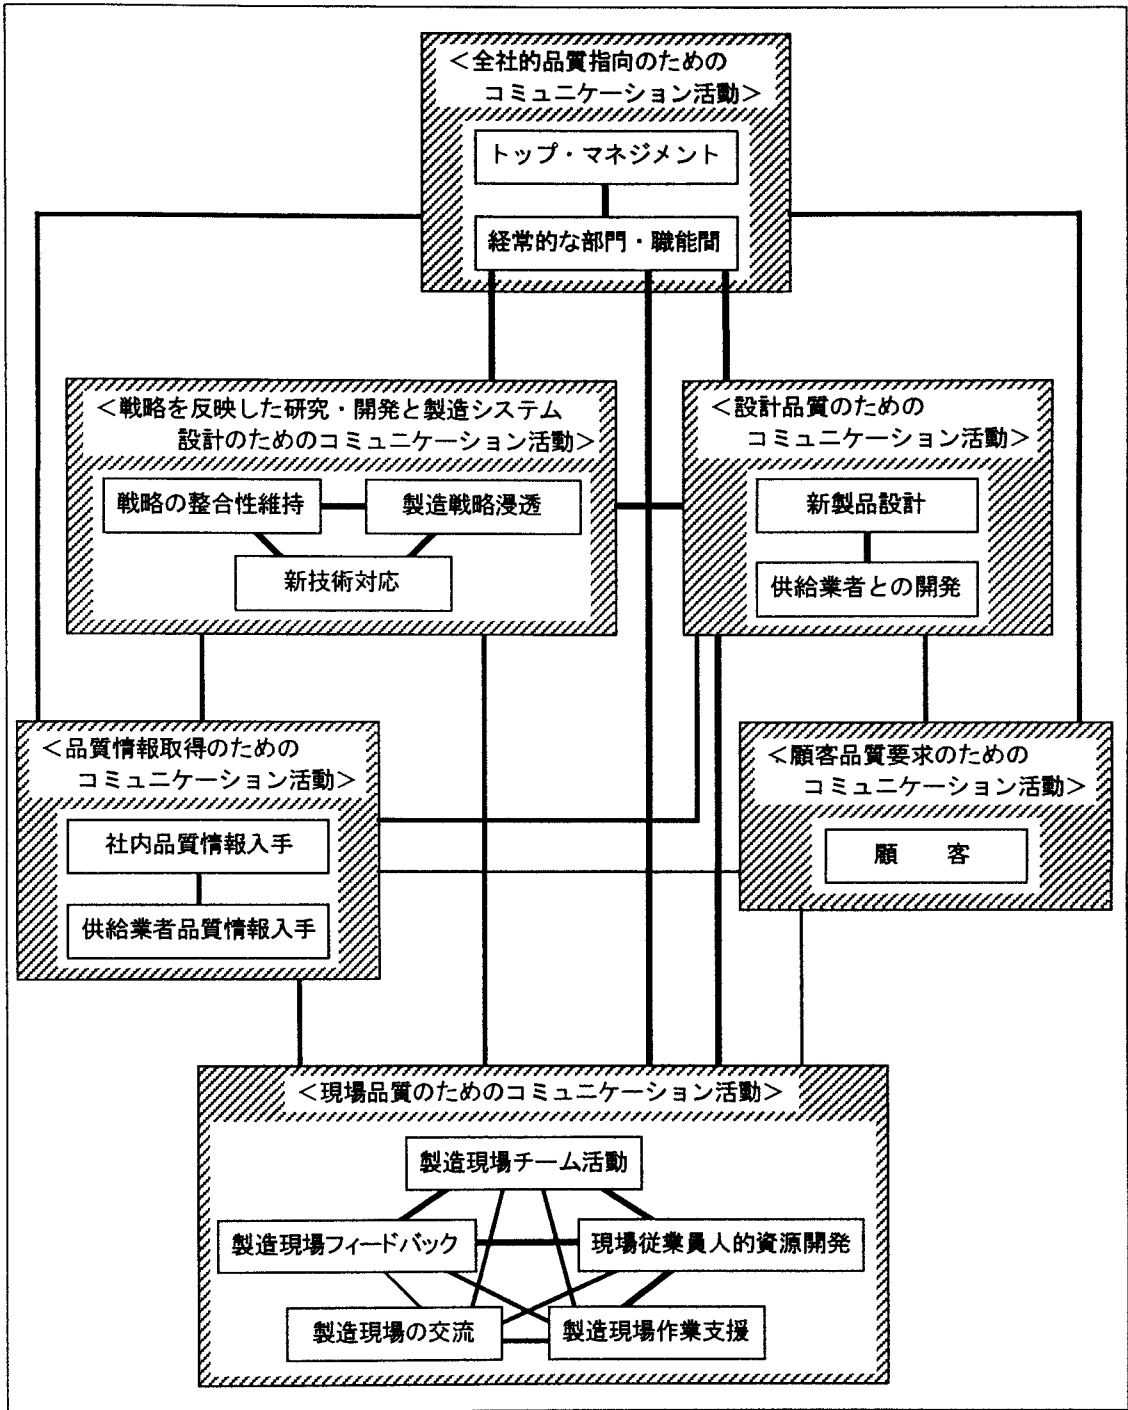 <全社的品質指向のための
コミュニケーション活動>
トップ・マネジメント
経常的な部門・職能間
<戦略を反映した研究・開発と製造システム
設計のためのコミュニケーション活動>
戦略の整合性維持
製造戦略浸透
新技術対応
<設計品質のための
コミュニケーション活動>
新製品設計
供給業者との開発
<品質情報取得のための
コミュニケーション活動>
社内品質情報入手
供給業者品質情報入手
<顧客品質要求のための
コミュニケーション活動>
顧　　客
<現場品質のためのコミュニケーション活動>
製造現場チーム活動
製造現場フィードバック
現場従業員人的資源開発
製造現場の交流
製造現場作業支援